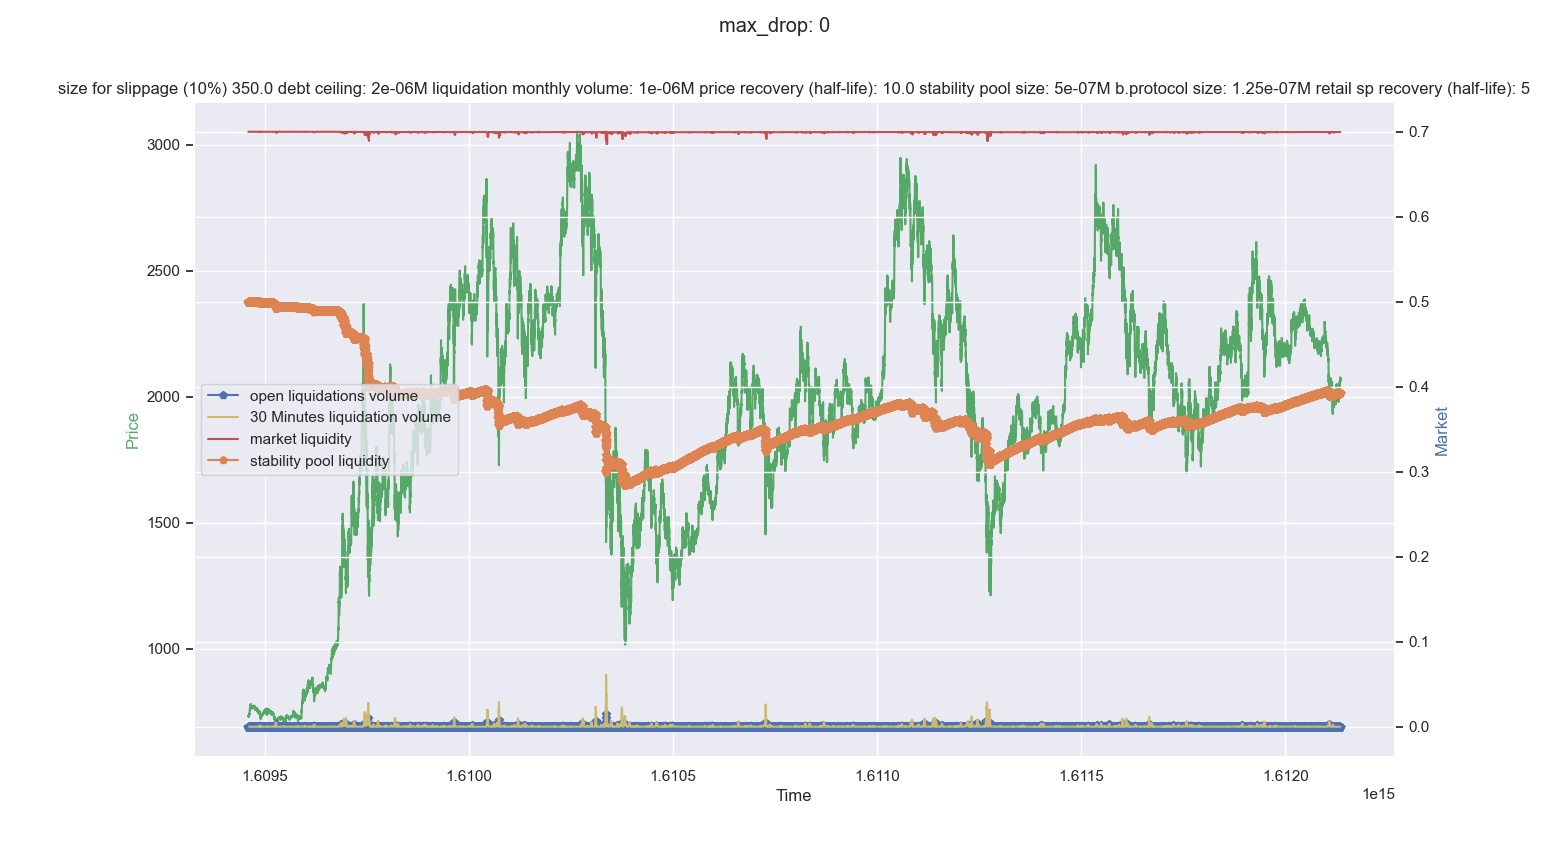 max_drop: 0
size for slippage (10%) 350.0 debt ceiling: 2e-06M liquidation monthly volume: 1e-06M price recovery (half-life): 10.0 stability pool size: 5e-07M b.protocol size: 1.25e-07M retail sp recovery (half-life): 5
3000
2500
2000
1500
1000
Price
open liquidations volume
30 Minutes liquidation volume
market liquidity
stability pool liquidity
0.7
0.6
0.5
0.4
0.3
0.2
0.1
0.0
Market
1.6095
1.6100
1.6105
1.6110
1.6115
1.6120
Time
1e15